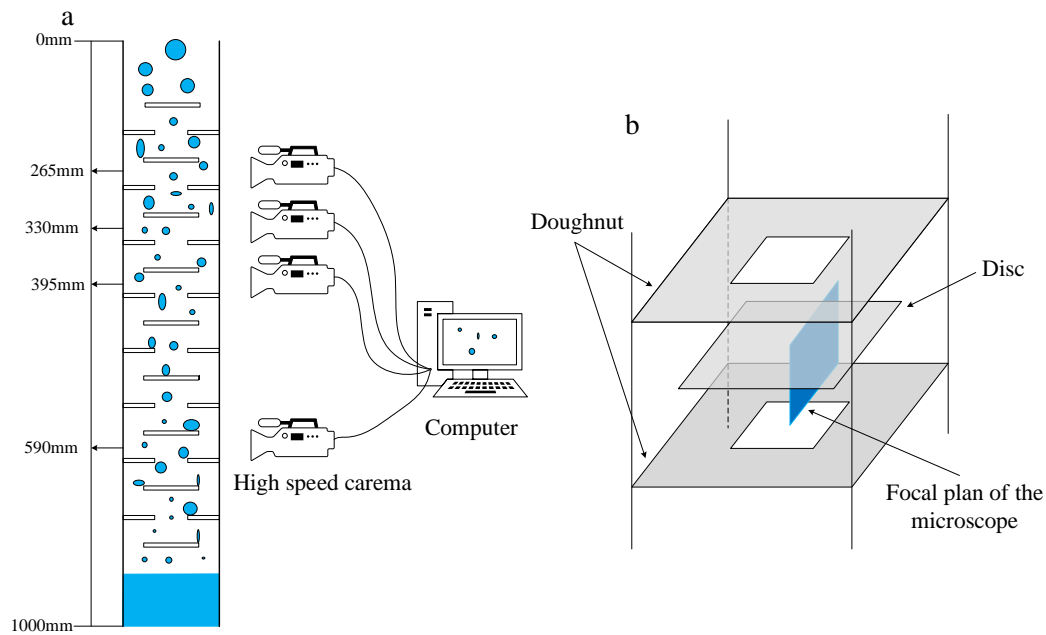 a
0mm
265mm
330mm
395mm
590mm
1000mm
High speed carema
Computer
b
Doughnut
Disc
Focal plan of the
microscope